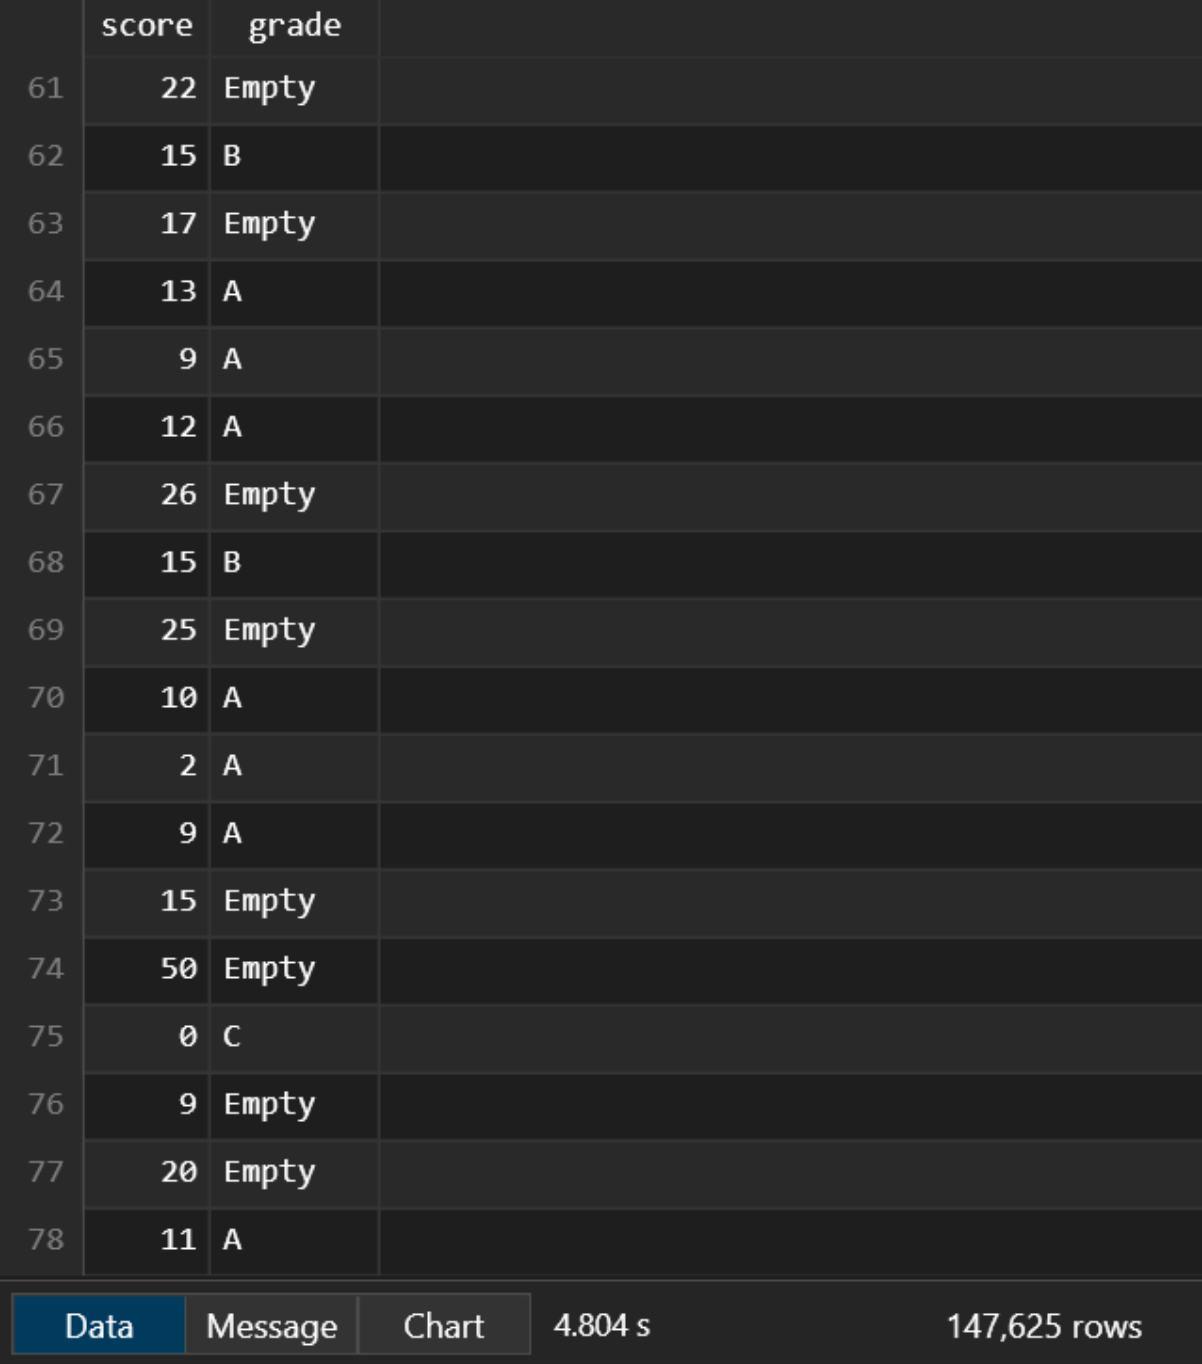 score grade
61 22 Empty
62 15 B
63 17 Empty
64 13 A
65 9 A
66 12 A
67 26 Empty
68 15 B
69 25 Empty
70 10 A
71 2 A
72 9 A
73 15 Empty
74 50 Empty
75 0 C
76 9 Empty
77 20 Empty
78 11 A
Data Message Chart 4.804 s 147,625 rows